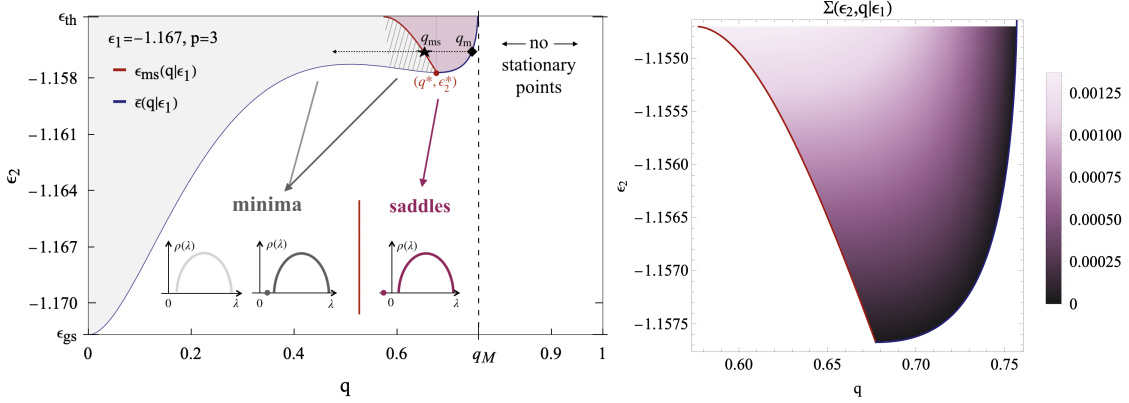 ϵth
ϵ₁=−1.167, p=3
ϵms(q|ϵ₁)
ϵ̄(q|ϵ₁)
qms
qm
(q*, ϵ₂*)
no
stationary
points
minima
saddles
ρ(λ)
ρ(λ)
ρ(λ)
0
λ
0
λ
0
λ
−1.158
−1.161
−1.164
−1.167
−1.170
ϵgs
ϵ₂
0
0.2
0.4
0.6
qM
0.9
1
q
Σ(ϵ₂,q|ϵ₁)
−1.1550
−1.1555
−1.1560
−1.1565
−1.1570
−1.1575
ϵ₂
0.60
0.65
0.70
0.75
q
0.00125
0.00100
0.00075
0.00050
0.00025
0